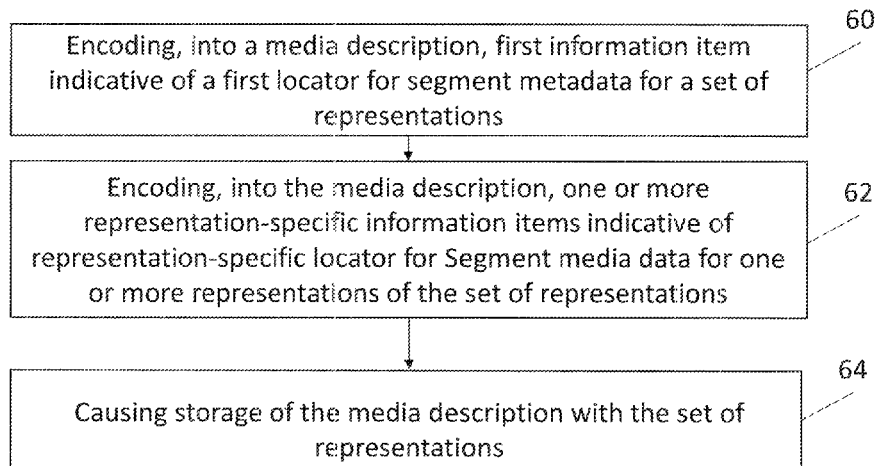 60
Encoding, into a media description, first information item
indicative of a first locator for segment metadata for a set of
representations
62
Encoding, into the media description, one or more
representation-specific information items indicative of
representation-specific locator for Segment media data for one
or more representations of the set of representations
64
Causing storage of the media description with the set of
representations